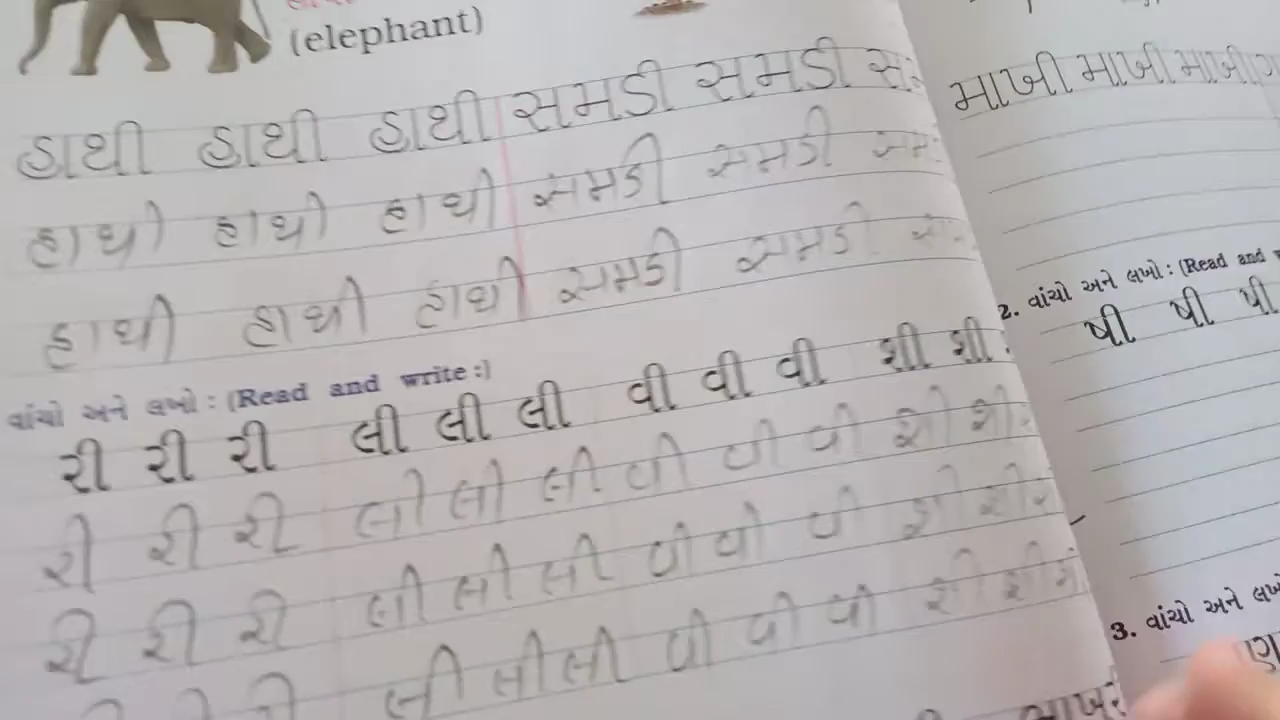 (elephant)
હાથી હાથી હાથી સમડી સમડી
હાથી હાથી હાથી સમડી સમડી
હાથી હાથી હાથી સમડી સમડી
વાંચો અને લખો : (Read and write :)
રી રી રી લી લી લી વી વી વી શી શી
રી રી રી લી લી લી વી વી વી શી શી
રી રી રી લી લી લી વી વી વી શી શી
લી લી લી વી વી વી શી શી
માખી માખી માખી
2. વાંચો અને લખો : (Read and
ષી ષી ષી
3. વાંચો અને લખો